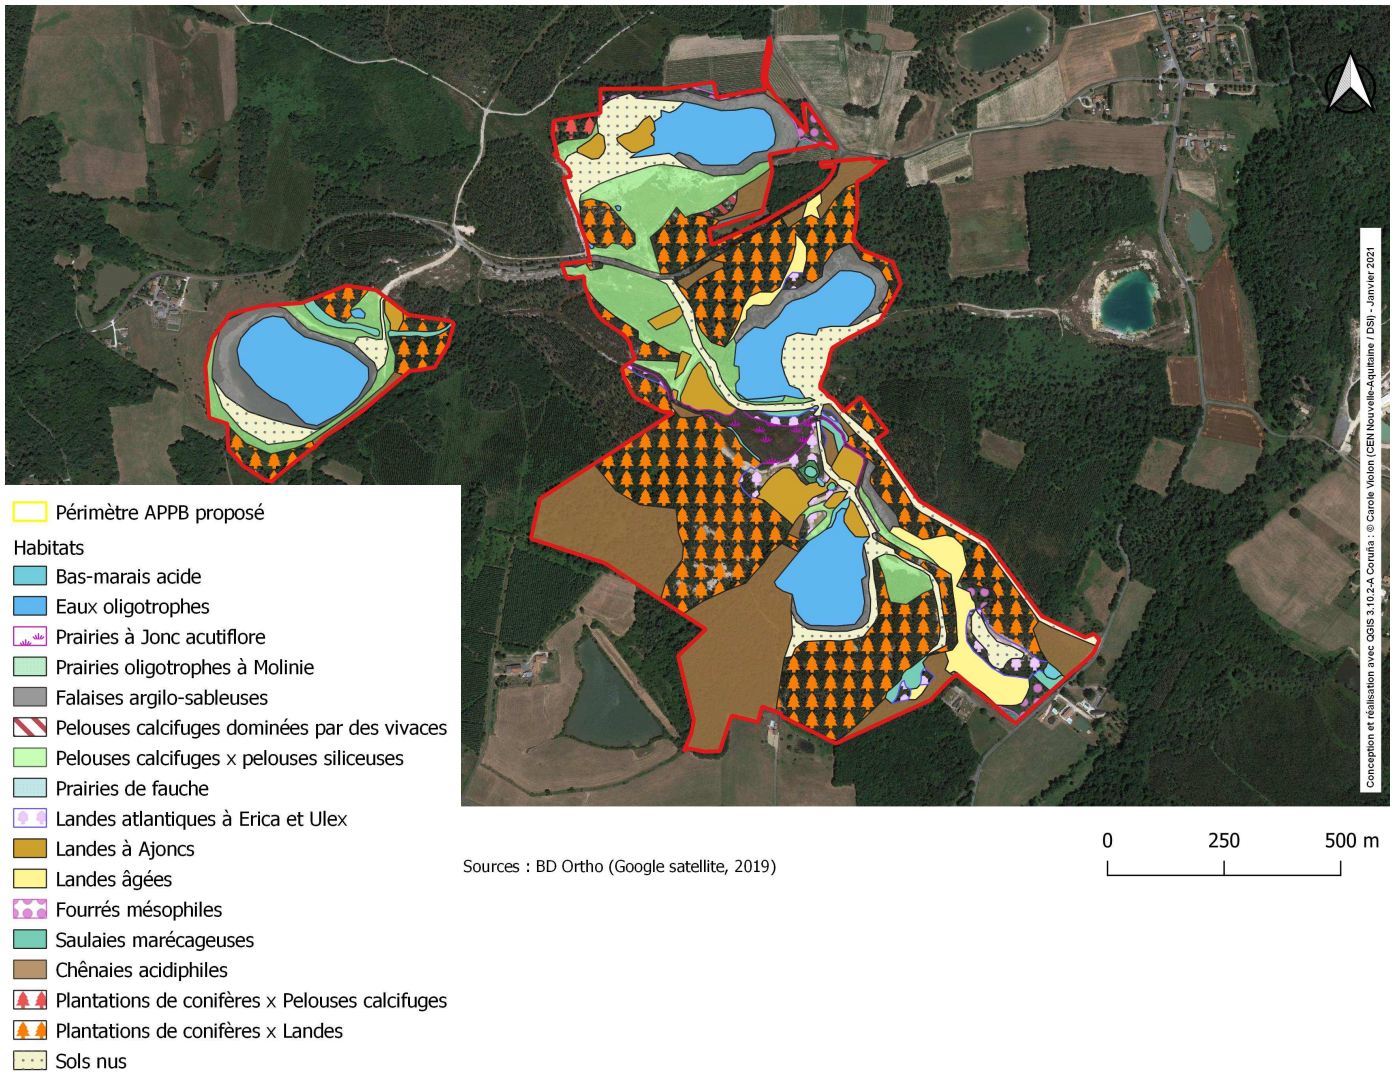 Périmètre APPB proposé
Habitats
Bas-marais acide
Eaux oligotrophes
Prairies à Jonc acutiflore
Prairies oligotrophes à Molinie
Falaises argilo-sableuses
Pelouses calcifuges dominées par des vivaces
Pelouses calcifuges x pelouses siliceuses
Prairies de fauche
Landes atlantiques à Erica et Ulex
Landes à Ajoncs
Landes âgées
Fourrés mésophiles
Saulaies marécageuses
Chênaies acidiphiles
Plantations de conifères x Pelouses calcifuges
Plantations de conifères x Landes
Sols nus
Sources : BD Ortho (Google satellite, 2019)
0 250 500 m
Conception et réalisation avec QGIS 3.10.2-A Coruña : © Carole Violon (CEN Nouvelle-Aquitaine / DSI) - Janvier 2021